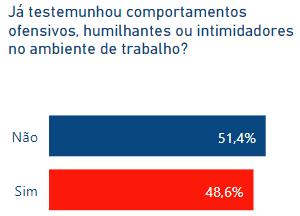 Já testemunhou comportamentos
ofensivos, humilhantes ou intimidadores
no ambiente de trabalho?
Não 51,4%
Sim 48,6%